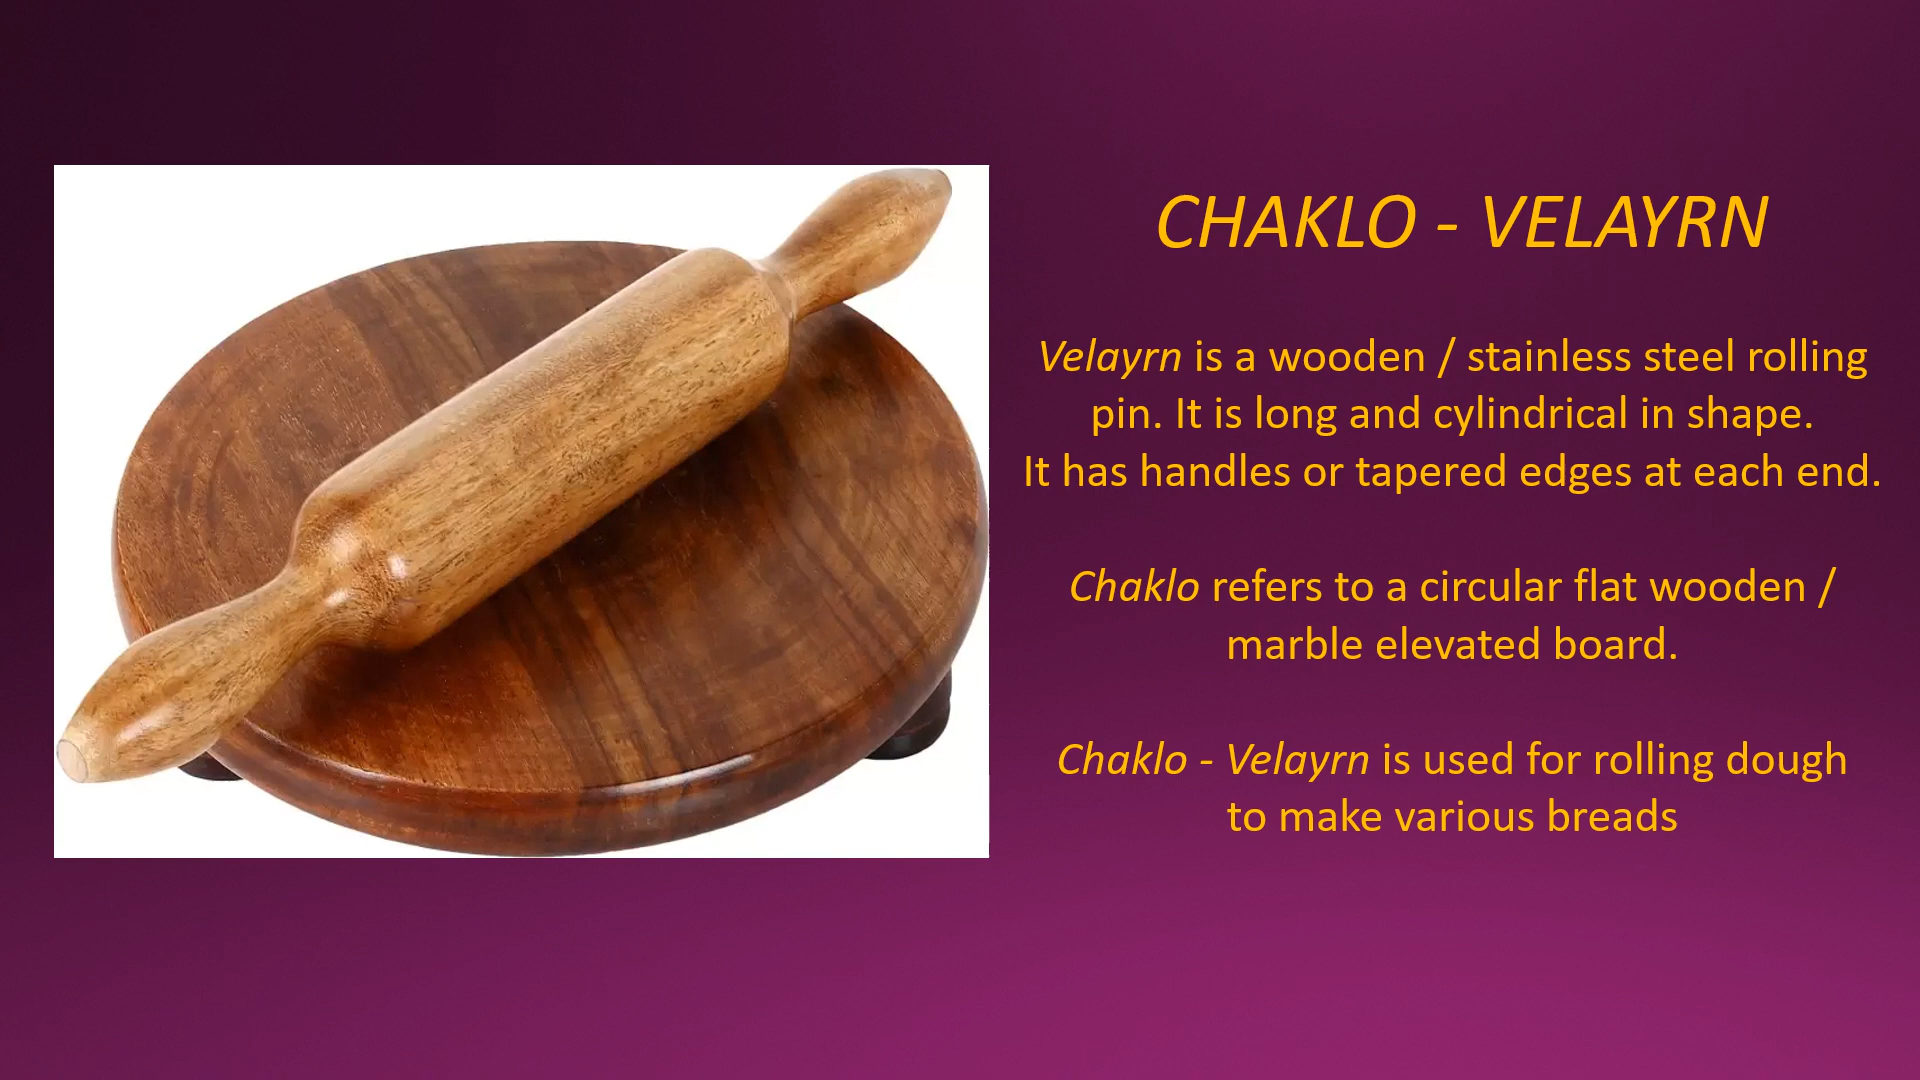 CHAKLO - VELAYRN
Velayrn is a wooden / stainless steel rolling
pin. It is long and cylindrical in shape.
It has handles or tapered edges at each end.
Chaklo refers to a circular flat wooden /
marble elevated board.
Chaklo - Velayrn is used for rolling dough
to make various breads